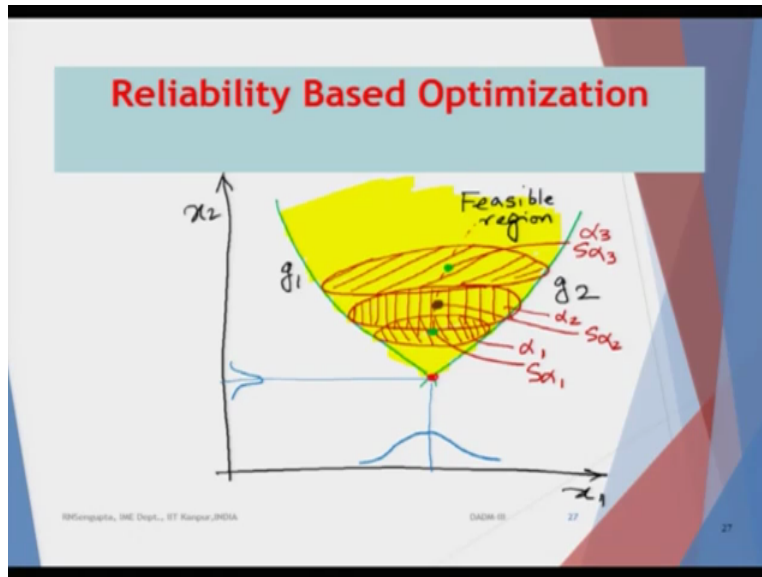 Reliability Based Optimization
x₂
Feasible
region
α₃
Sα₃
g₁
g₂
α₂
Sα₂
α₁
Sα₁
x₁
RNSengupta, IME Dept., IIT Kanpur,INDIA
DADM-III
27
27